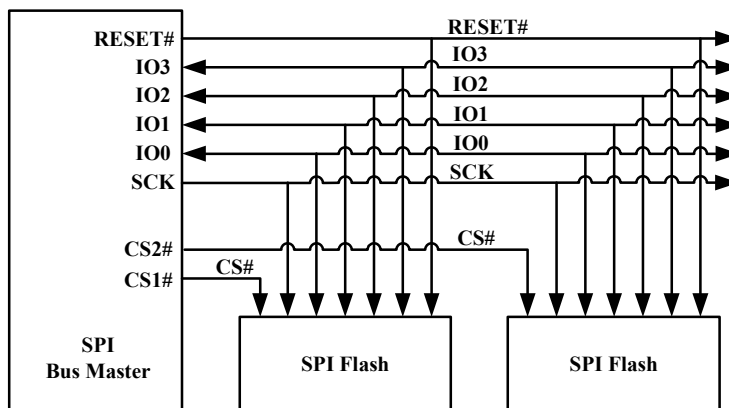 RESET#
RESET#
IO3
IO3
IO2
IO2
IO1
IO1
IO0
IO0
SCK
SCK
CS2#
CS#
CS1#
CS#
SPI
Bus Master
SPI Flash
SPI Flash